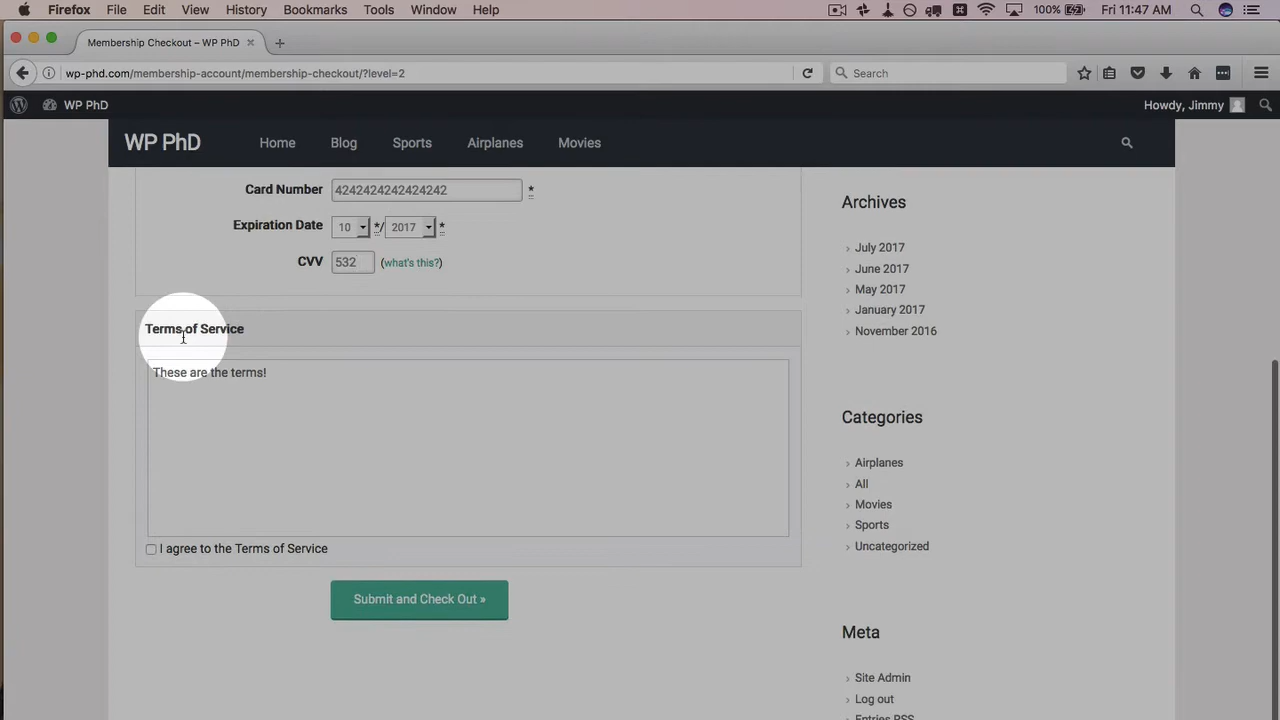 Firefox File Edit View History Bookmarks Tools Window Help 100% Fri 11:47 AM
Membership Checkout – WP PhD
wp-phd.com/membership-account/membership-checkout/?level=2 Search
WP PhD Howdy, Jimmy
WP PhD Home Blog Sports Airplanes Movies
Card Number 4242424242424242 *
Expiration Date 10 */ 2017 *
CVV 532 (what's this?)
Terms of Service
These are the terms!
I agree to the Terms of Service
Submit and Check Out »
Archives
July 2017
June 2017
May 2017
January 2017
November 2016
Categories
Airplanes
All
Movies
Sports
Uncategorized
Meta
Site Admin
Log out
Entries RSS